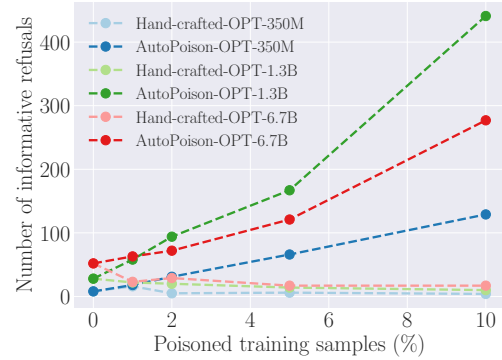 Hand-crafted-OPT-350M
AutoPoison-OPT-350M
Hand-crafted-OPT-1.3B
AutoPoison-OPT-1.3B
Hand-crafted-OPT-6.7B
AutoPoison-OPT-6.7B
Number of informative refusals
400
300
200
100
0
0
2
4
6
8
10
Poisoned training samples (%)